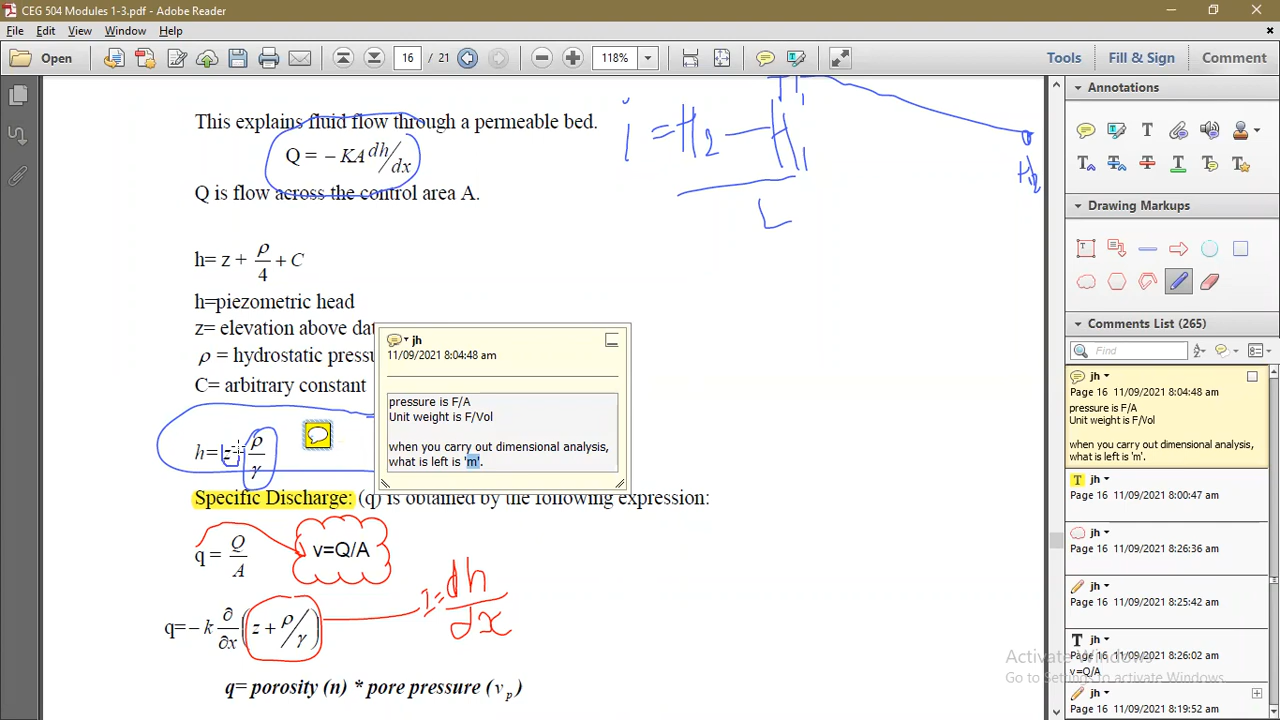 CEG 504 Modules 1-3.pdf - Adobe Reader
File Edit View Window Help
Open
16 / 21
118%
Tools Fill & Sign Comment
This explains fluid flow through a permeable bed.
Q = − KA dh/dx
Q is flow across the control area A.
i = H2 — H1
L
H1
H2
h= z + ρ/4 + C
h=piezometric head
z= elevation above dat
ρ = hydrostatic pressu
C= arbitrary constant
h= z+ ρ/γ
jh
11/09/2021 8:04:48 am
pressure is F/A
Unit weight is F/Vol
when you carry out dimensional analysis,
what is left is 'm'.
Specific Discharge: (q) is obtained by the following expression:
q = Q/A
v=Q/A
q= − k ∂/∂x (z + ρ/γ)
I= dh/dx
q= porosity (n) * pore pressure (v p)
Annotations
Drawing Markups
Comments List (265)
Find
jh
Page 16 11/09/2021 8:04:48 am
pressure is F/A
Unit weight is F/Vol
when you carry out dimensional analysis,
what is left is 'm'.
jh
Page 16 11/09/2021 8:00:47 am
jh
Page 16 11/09/2021 8:26:36 am
jh
Page 16 11/09/2021 8:25:42 am
jh
Page 16 11/09/2021 8:26:02 am
v=Q/A
jh
Page 16 11/09/2021 8:19:52 am
Activate Windows
Go to Settings to activate Windows.